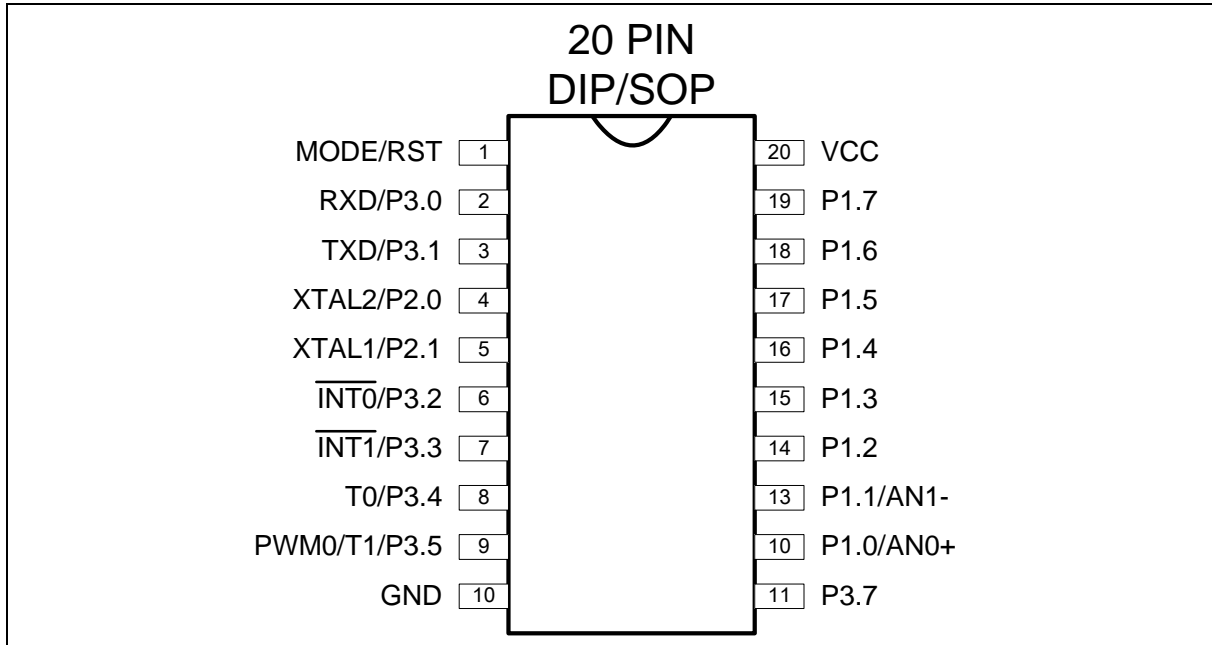 20 PIN
DIP/SOP
MODE/RST 1 20 VCC
RXD/P3.0 2 19 P1.7
TXD/P3.1 3 18 P1.6
XTAL2/P2.0 4 17 P1.5
XTAL1/P2.1 5 16 P1.4
INT0/P3.2 6 15 P1.3
INT1/P3.3 7 14 P1.2
T0/P3.4 8 13 P1.1/AN1-
PWM0/T1/P3.5 9 10 P1.0/AN0+
GND 10 11 P3.7